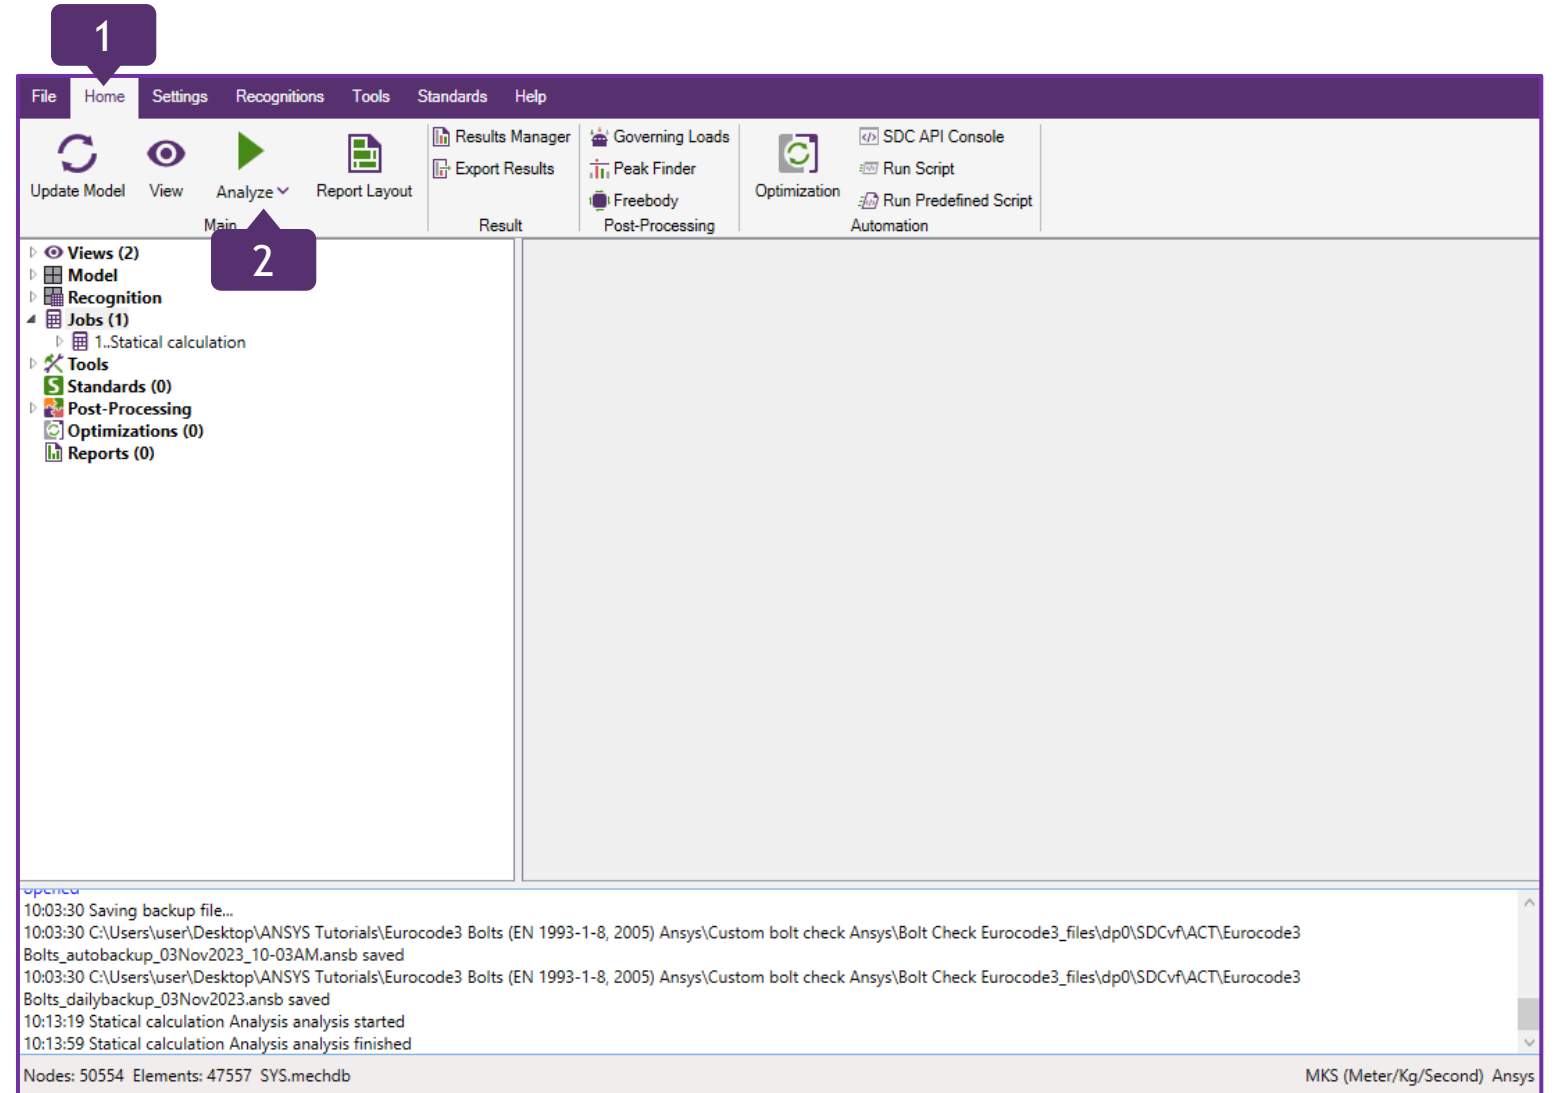 1
File Home Settings Recognitions Tools Standards Help
Update Model View Analyze Report Layout
Main
Results Manager
Export Results
Result
Governing Loads
Peak Finder
Freebody
Post-Processing
Optimization
SDC API Console
Run Script
Run Predefined Script
Automation
2
Views (2)
Model
Recognition
Jobs (1)
1..Statical calculation
Tools
Standards (0)
Post-Processing
Optimizations (0)
Reports (0)
opened
10:03:30 Saving backup file...
10:03:30 C:\Users\user\Desktop\ANSYS Tutorials\Eurocode3 Bolts (EN 1993-1-8, 2005) Ansys\Custom bolt check Ansys\Bolt Check Eurocode3_files\dp0\SDCvf\ACT\Eurocode3
Bolts_autobackup_03Nov2023_10-03AM.ansb saved
10:03:30 C:\Users\user\Desktop\ANSYS Tutorials\Eurocode3 Bolts (EN 1993-1-8, 2005) Ansys\Custom bolt check Ansys\Bolt Check Eurocode3_files\dp0\SDCvf\ACT\Eurocode3
Bolts_dailybackup_03Nov2023.ansb saved
10:13:19 Statical calculation Analysis analysis started
10:13:59 Statical calculation Analysis analysis finished
Nodes: 50554 Elements: 47557 SYS.mechdb
MKS (Meter/Kg/Second) Ansys